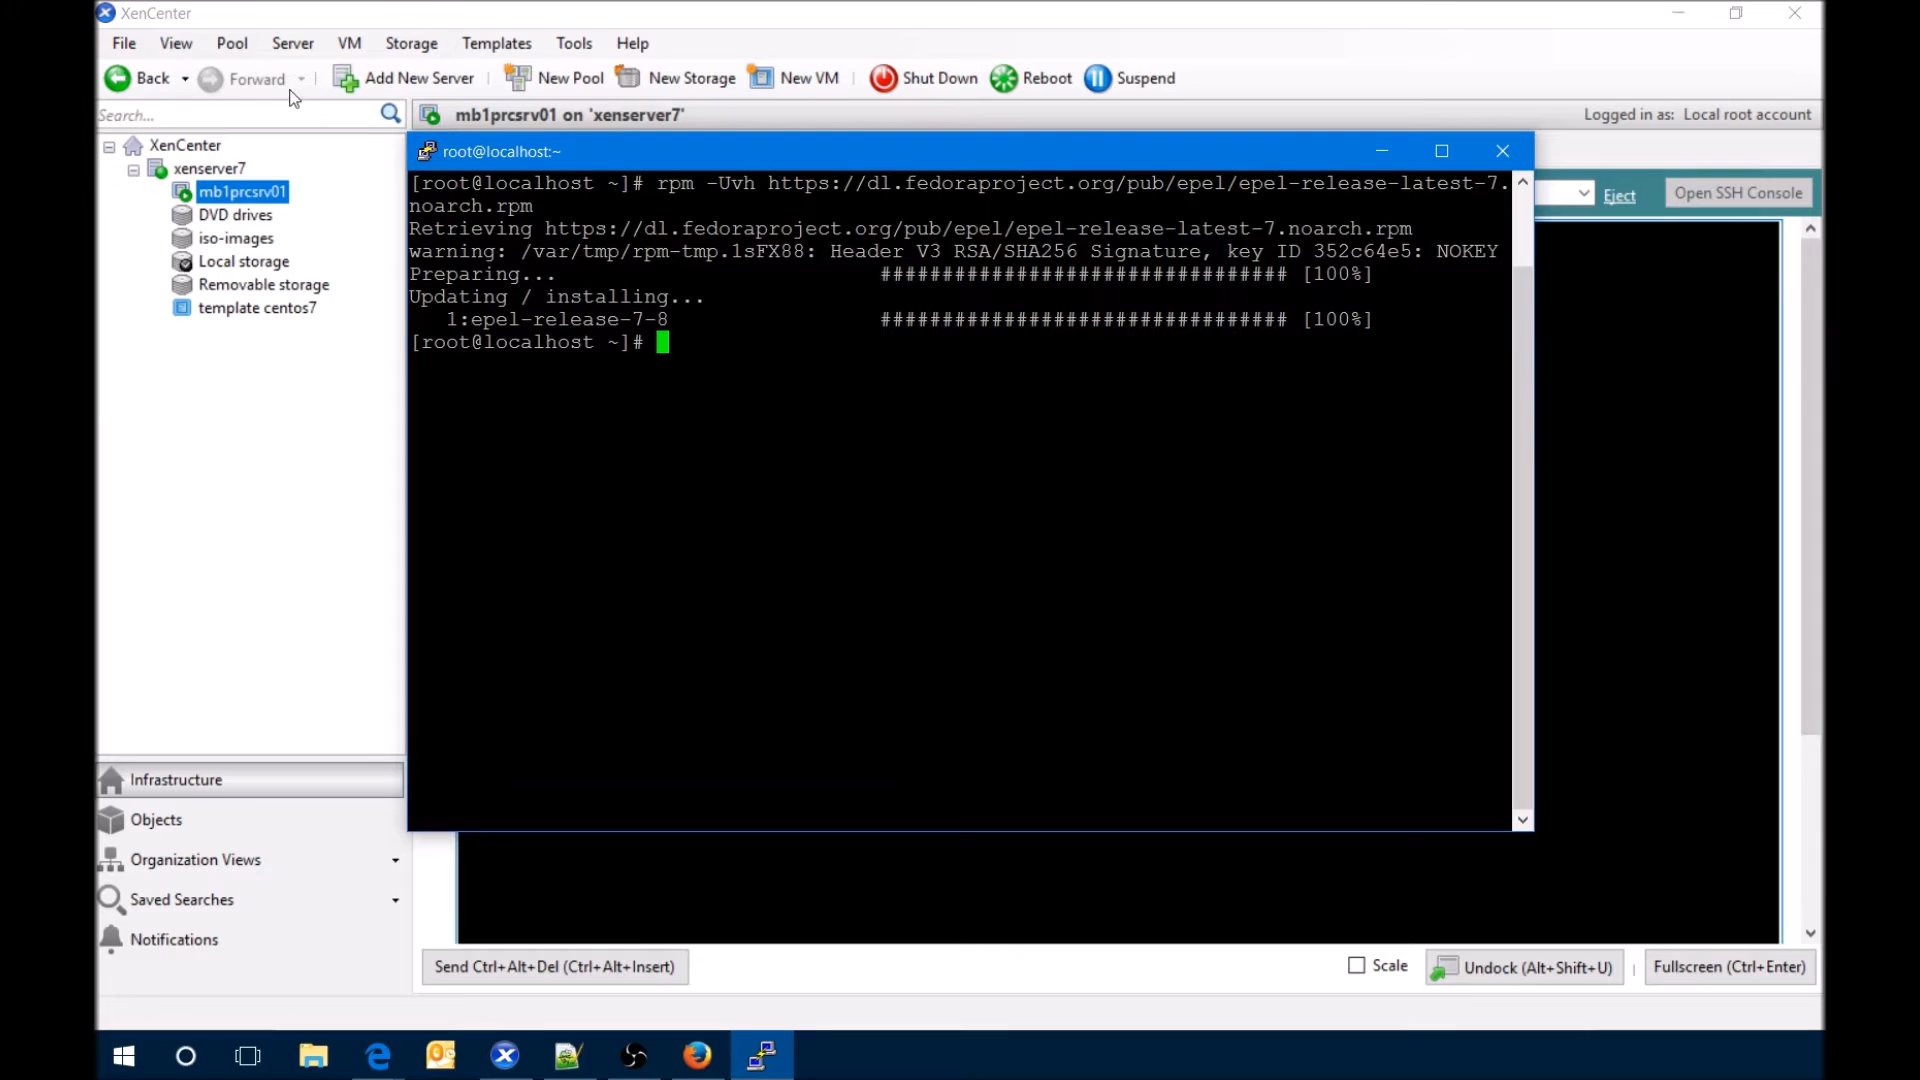 XenCenter
File View Pool Server VM Storage Templates Tools Help
Back Forward Add New Server New Pool New Storage New VM Shut Down Reboot Suspend
Search...
mb1prcsrv01 on 'xenserver7'
Logged in as: Local root account
XenCenter
xenserver7
mb1prcsrv01
DVD drives
iso-images
Local storage
Removable storage
template centos7
root@localhost:~
Eject
Open SSH Console
[root@localhost ~]# rpm -Uvh https://dl.fedoraproject.org/pub/epel/epel-release-latest-7.
noarch.rpm
Retrieving https://dl.fedoraproject.org/pub/epel/epel-release-latest-7.noarch.rpm
warning: /var/tmp/rpm-tmp.1sFX88: Header V3 RSA/SHA256 Signature, key ID 352c64e5: NOKEY
Preparing... ################################# [100%]
Updating / installing...
1:epel-release-7-8 ################################# [100%]
[root@localhost ~]#
Infrastructure
Objects
Organization Views
Saved Searches
Notifications
Send Ctrl+Alt+Del (Ctrl+Alt+Insert)
Scale
Undock (Alt+Shift+U)
Fullscreen (Ctrl+Enter)